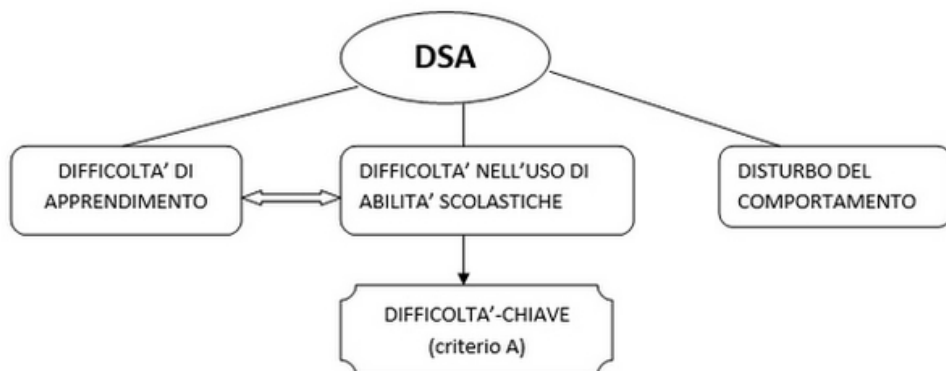 DSA
DIFFICOLTA’ DI
APPRENDIMENTO
DIFFICOLTA’ NELL’USO DI
ABILITA’ SCOLASTICHE
DISTURBO DEL
COMPORTAMENTO
DIFFICOLTA’-CHIAVE
(criterio A)